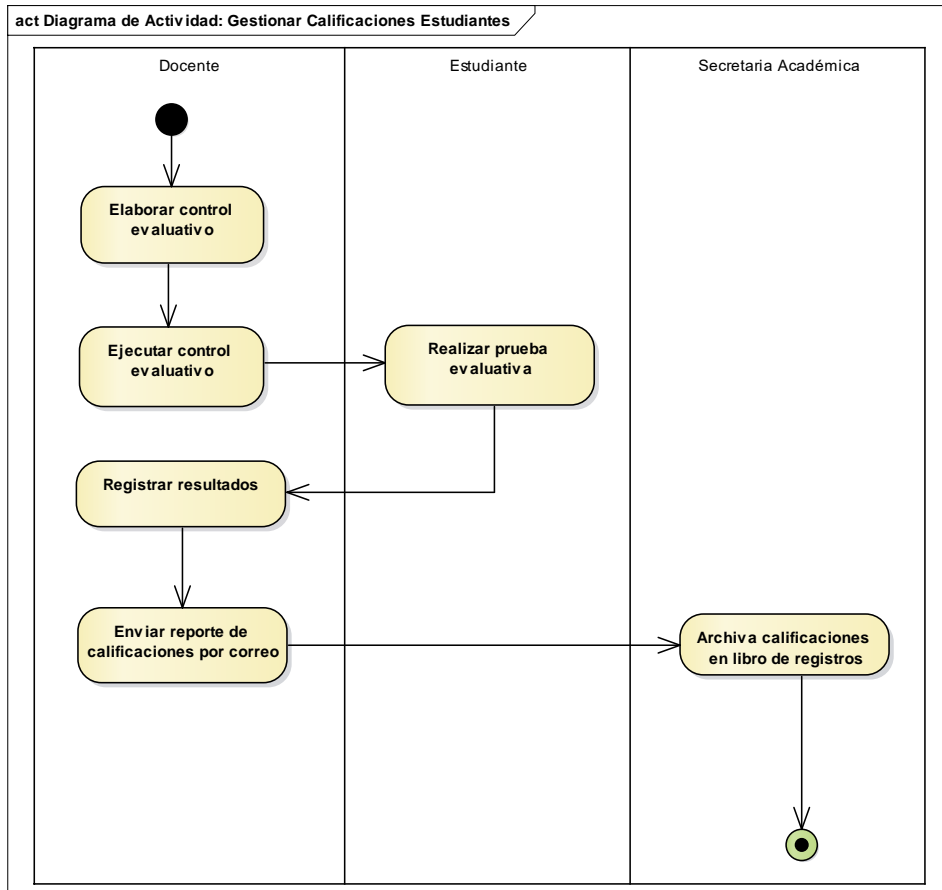 act Diagrama de Actividad: Gestionar Calificaciones Estudiantes
Docente
Estudiante
Secretaria Académica
Elaborar control
evaluativo
Ejecutar control
evaluativo
Realizar prueba
evaluativa
Registrar resultados
Enviar reporte de
calificaciones por correo
Archiva calificaciones
en libro de registros